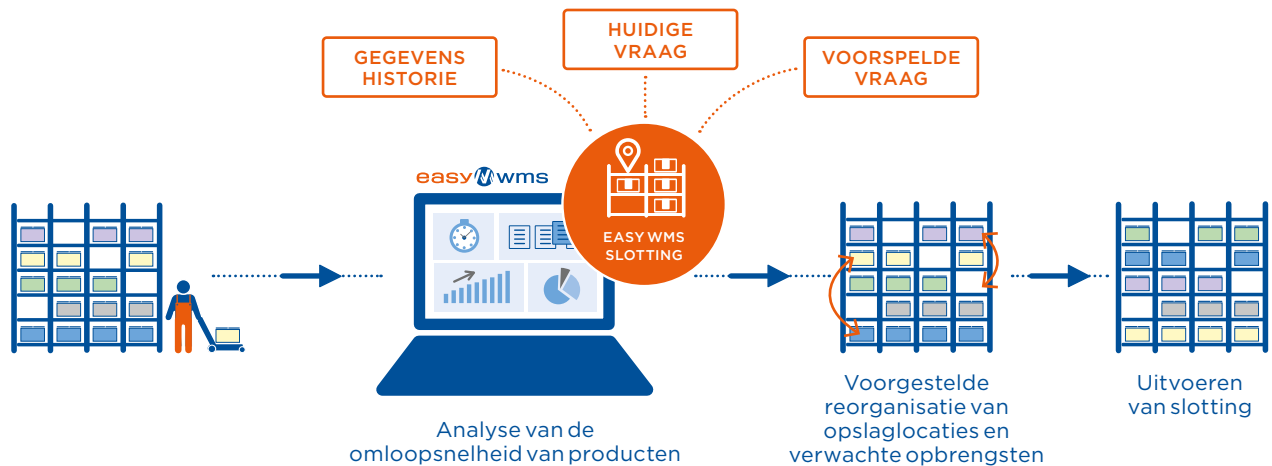 GEGEVENS
HISTORIE
HUIDIGE
VRAAG
VOORSPELDE
VRAAG
easy wms
EASY WMS
SLOTTING
Analyse van de
omloopsnelheid van producten
Voorgestelde
reorganisatie van
opslaglocaties en
verwachte opbrengsten
Uitvoeren
van slotting